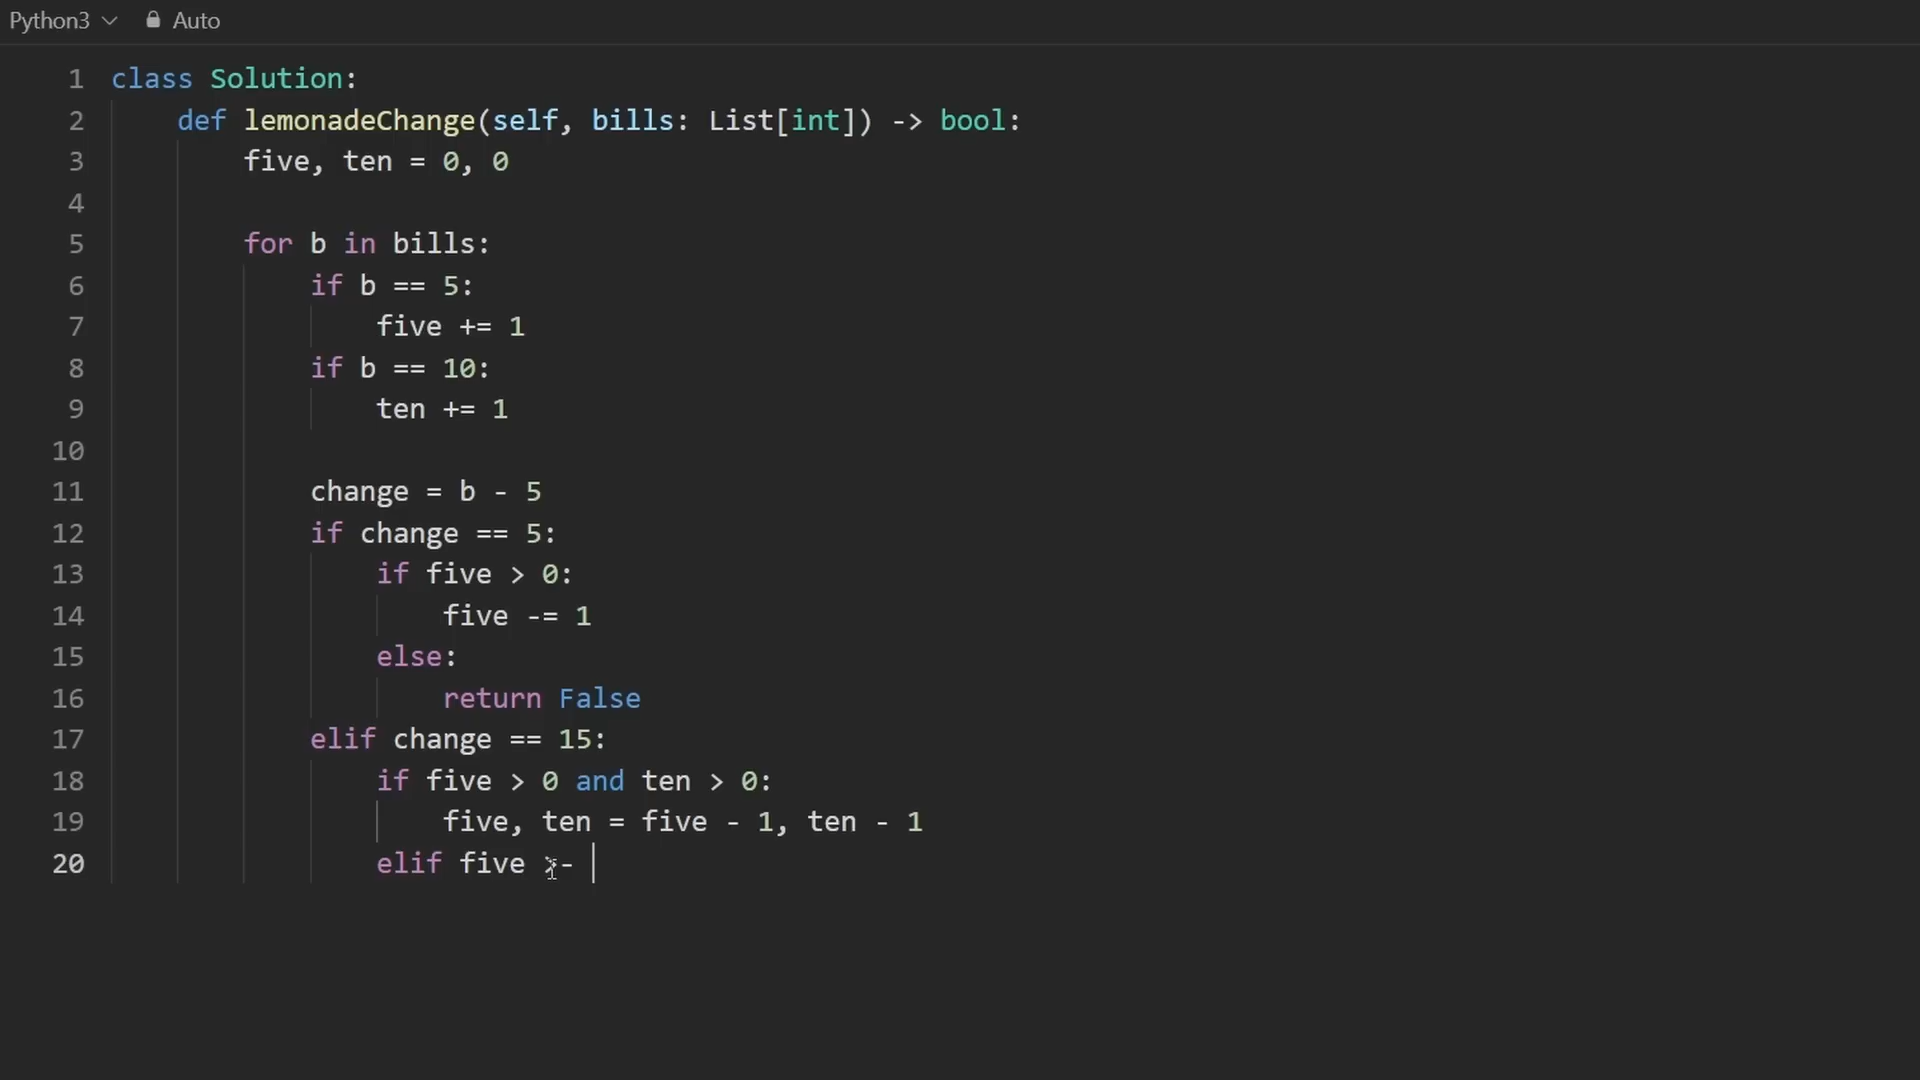 Python3 Auto
1 class Solution:
2 def lemonadeChange(self, bills: List[int]) -> bool:
3 five, ten = 0, 0
4
5 for b in bills:
6 if b == 5:
7 five += 1
8 if b == 10:
9 ten += 1
10
11 change = b - 5
12 if change == 5:
13 if five > 0:
14 five -= 1
15 else:
16 return False
17 elif change == 15:
18 if five > 0 and ten > 0:
19 five, ten = five - 1, ten - 1
20 elif five >-